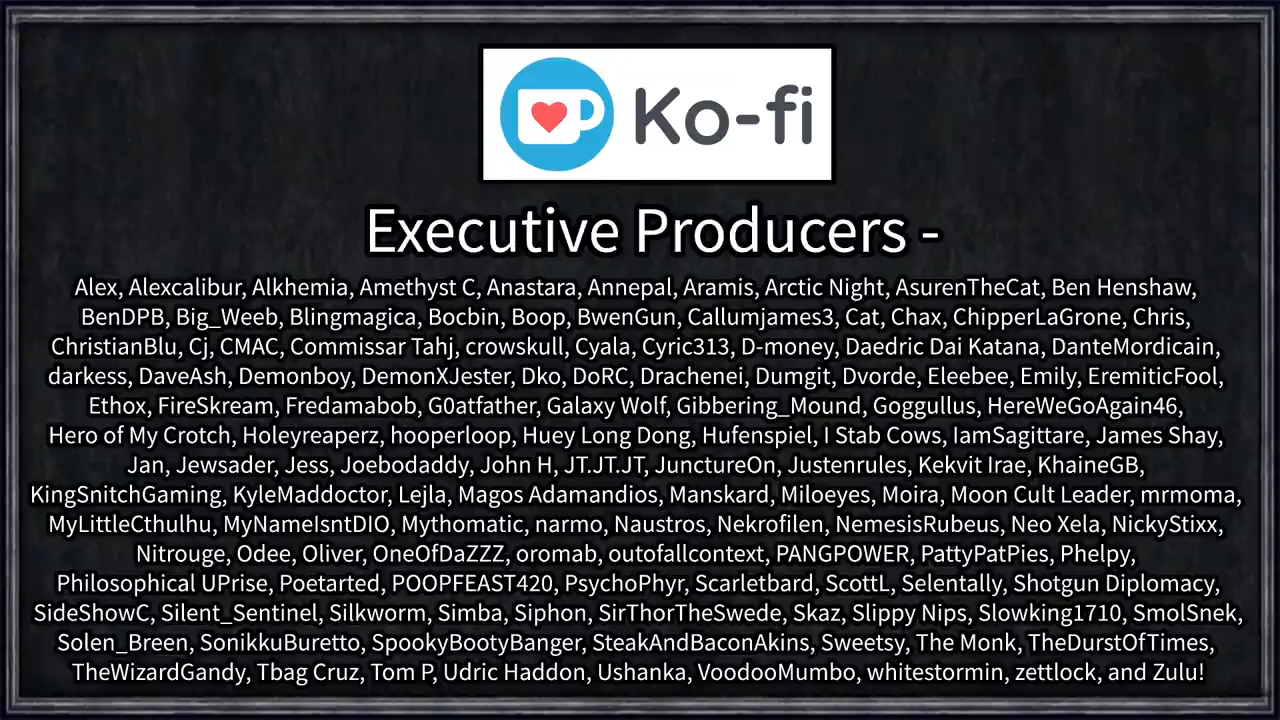 Ko-fi
Executive Producers -
Alex, Alexcalibur, Alkhemia, Amethyst C, Anastara, Annepal, Aramis, Arctic Night, AsurenTheCat, Ben Henshaw,
BenDPB, Big_Weeb, Blingmagica, Bocbin, Boop, BwenGun, Callumjames3, Cat, Chax, ChipperLaGrone, Chris,
ChristianBlu, Cj, CMAC, Commissar Tahj, crowskull, Cyala, Cyric313, D-money, Daedric Dai Katana, DanteMordicain,
darkess, DaveAsh, Demonboy, DemonXJester, Dko, DoRC, Drachenei, Dumgit, Dvorde, Eleebee, Emily, EremiticFool,
Ethox, FireSkream, Fredamabob, G0atfather, Galaxy Wolf, Gibbering_Mound, Goggullus, HereWeGoAgain46,
Hero of My Crotch, Holeyreaperz, hooperloop, Huey Long Dong, Hufenspiel, I Stab Cows, IamSagittare, James Shay,
Jan, Jewsader, Jess, Joebodaddy, John H, JT.JT.JT, JunctureOn, Justenrules, Kekvit Irae, KhaineGB,
KingSnitchGaming, KyleMaddoctor, Lejla, Magos Adamandios, Manskard, Miloeyes, Moira, Moon Cult Leader, mrmoma,
MyLittleCthulhu, MyNameIsntDIO, Mythomatic, narmo, Naustros, Nekrofilen, NemesisRubeus, Neo Xela, NickyStixx,
Nitrouge, Odee, Oliver, OneOfDaZZZ, oromab, outofallcontext, PANGPOWER, PattyPatPies, Phelpy,
Philosophical UPrise, Poetarted, POOPFEAST420, PsychoPhyr, Scarletbard, ScottL, Selentally, Shotgun Diplomacy,
SideShowC, Silent_Sentinel, Silkworm, Simba, Siphon, SirThorTheSwede, Skaz, Slippy Nips, Slowking1710, SmolSnek,
Solen_Breen, SonikkuBuretto, SpookyBootyBanger, SteakAndBaconAkins, Sweetsy, The Monk, TheDurstOfTimes,
TheWizardGandy, Tbag Cruz, Tom P, Udric Haddon, Ushanka, VoodooMumbo, whitestormin, zettlock, and Zulu!